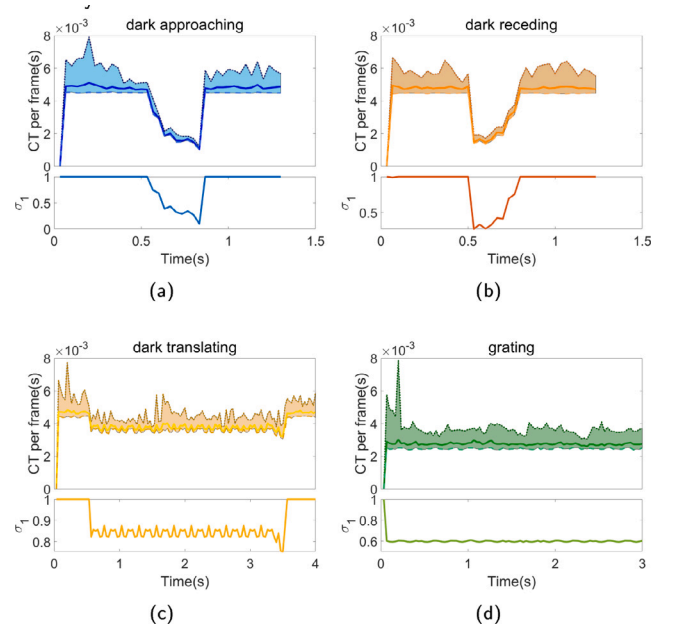 y
×10⁻³
dark approaching
8
6
4
2
0
CT per frame(s)
1
0.5
0
σ₁
0 0.5 1 1.5
Time(s)
(a)
×10⁻³
dark receding
8
6
4
2
0
CT per frame(s)
1
0.5
σ₁
0 0.5 1 1.5
Time(s)
(b)
×10⁻³
dark translating
8
6
4
2
0
CT per frame(s)
1
0.9
0.8
σ₁
0 1 2 3 4
Time(s)
(c)
×10⁻³
grating
8
6
4
2
0
CT per frame(s)
1
0.8
0.6
σ₁
0 1 2 3
Time(s)
(d)